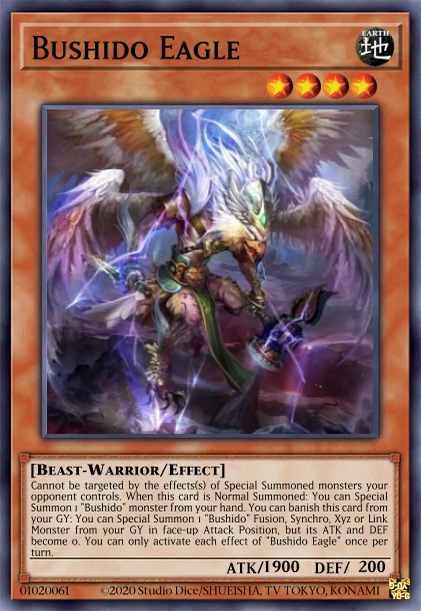 BUSHIDO EAGLE
EARTH
地
[BEAST-WARRIOR/EFFECT]
Cannot be targeted by the effects(s) of Special Summoned monsters your
opponent controls. When this card is Normal Summoned: You can Special
Summon 1 "Bushido" monster from your hand. You can banish this card from
your GY: You can Special Summon 1 "Bushido" Fusion, Synchro, Xyz or Link
Monster from your GY in face-up Attack Position, but its ATK and DEF
become 0. You can only activate each effect of "Bushido Eagle" once per
turn.
ATK/1900 DEF/ 200
01020061 ©2020 Studio Dice/SHUEISHA, TV TOKYO, KONAMI